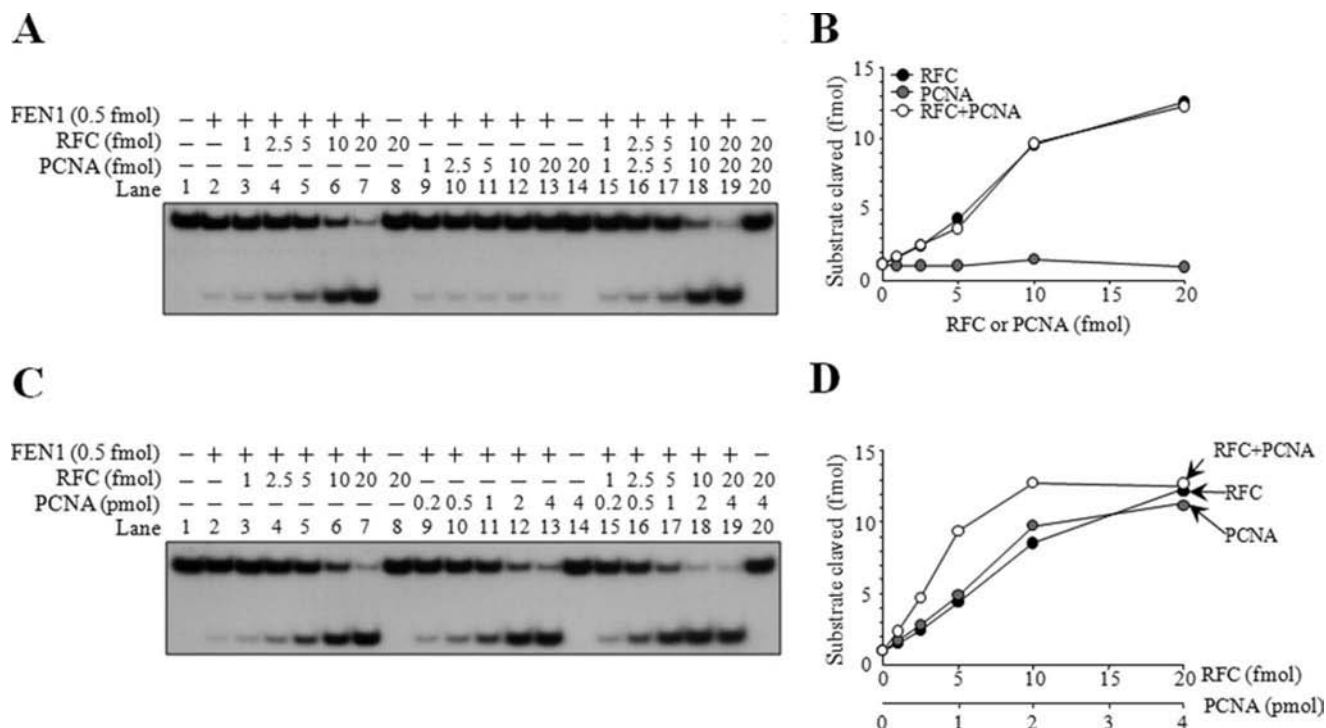 A
FEN1 (0.5 fmol) − + + + + + + − + + + + + − + + + + + −
RFC (fmol) − − 1 2.5 5 10 20 20 − − − − − − 1 2.5 5 10 20 20
PCNA (fmol) − − − − − − − − 1 2.5 5 10 20 20 1 2.5 5 10 20 20
Lane 1 2 3 4 5 6 7 8 9 10 11 12 13 14 15 16 17 18 19 20
B
15
10
5
0
Substrate claved (fmol)
RFC
PCNA
RFC+PCNA
0 5 10 15 20
RFC or PCNA (fmol)
C
FEN1 (0.5 fmol) − + + + + + + − + + + + + − + + + + + −
RFC (fmol) − − 1 2.5 5 10 20 20 − − − − − − 1 2.5 5 10 20 20
PCNA (pmol) − − − − − − − − 0.2 0.5 1 2 4 4 0.2 0.5 1 2 4 4
Lane 1 2 3 4 5 6 7 8 9 10 11 12 13 14 15 16 17 18 19 20
D
15
10
5
0
Substrate claved (fmol)
RFC+PCNA
RFC
PCNA
0 5 10 15 20 RFC (fmol)
PCNA (pmol)
0 1 2 3 4